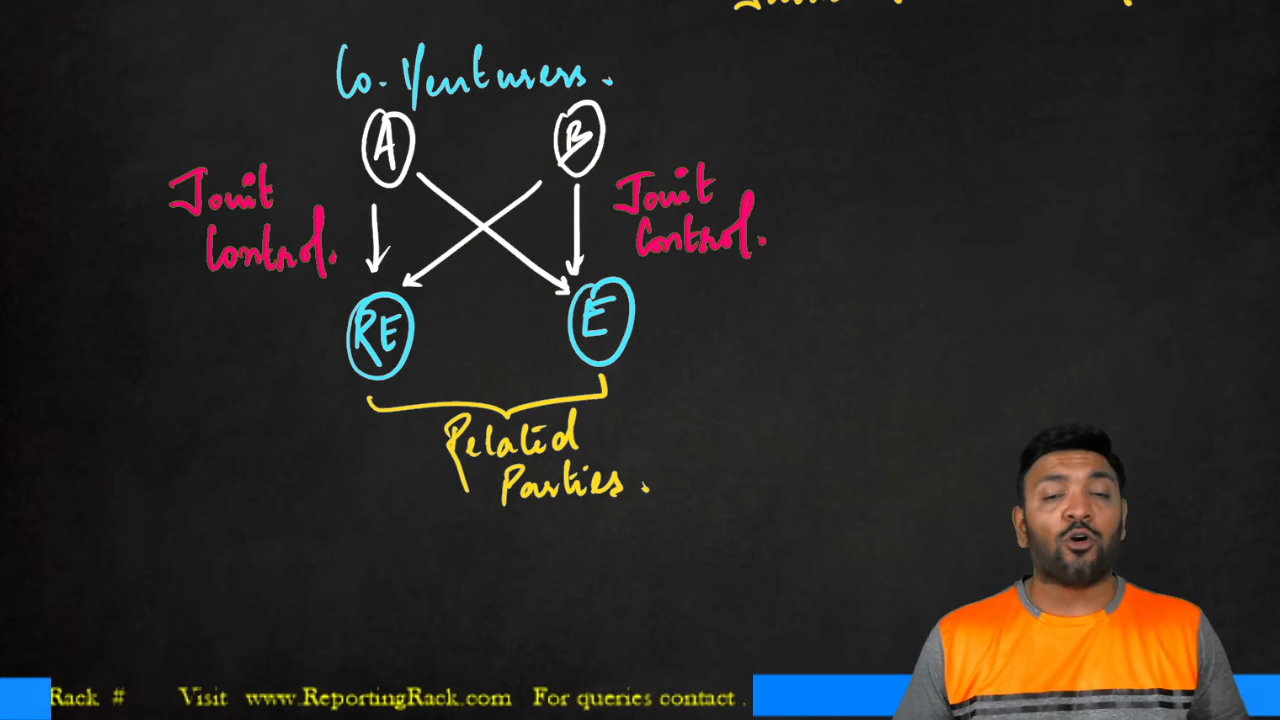 Co-Venturers.
A B
Joint Control. Joint Control.
RE E
Related
Parties.
Rack # Visit www.ReportingRack.com For queries contact .